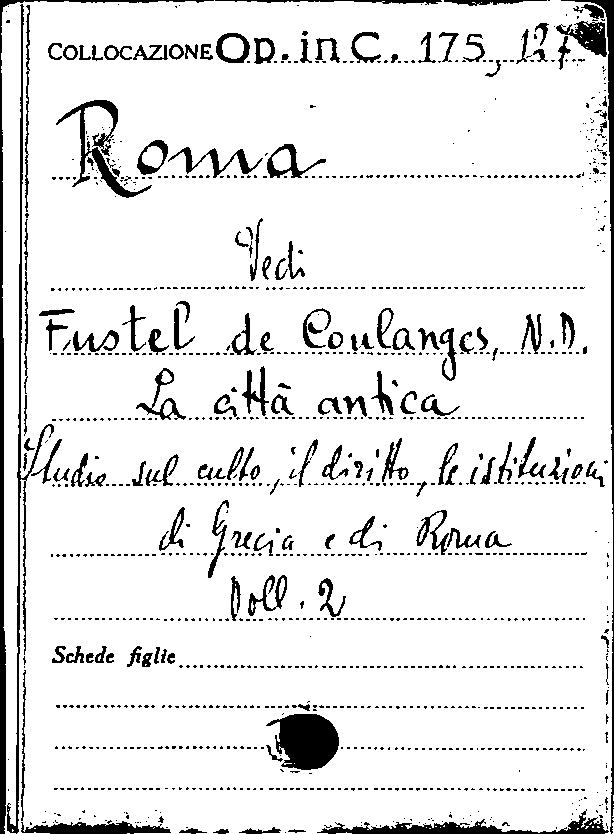 COLLOCAZIONE Op. in C. 175, 127
Roma
Vedi
Fustel de Coulanges, N.D.
La città antica
Studio sul culto, il diritto, le istituzioni
di Grecia e di Roma
Voll. 2
Schede figlie